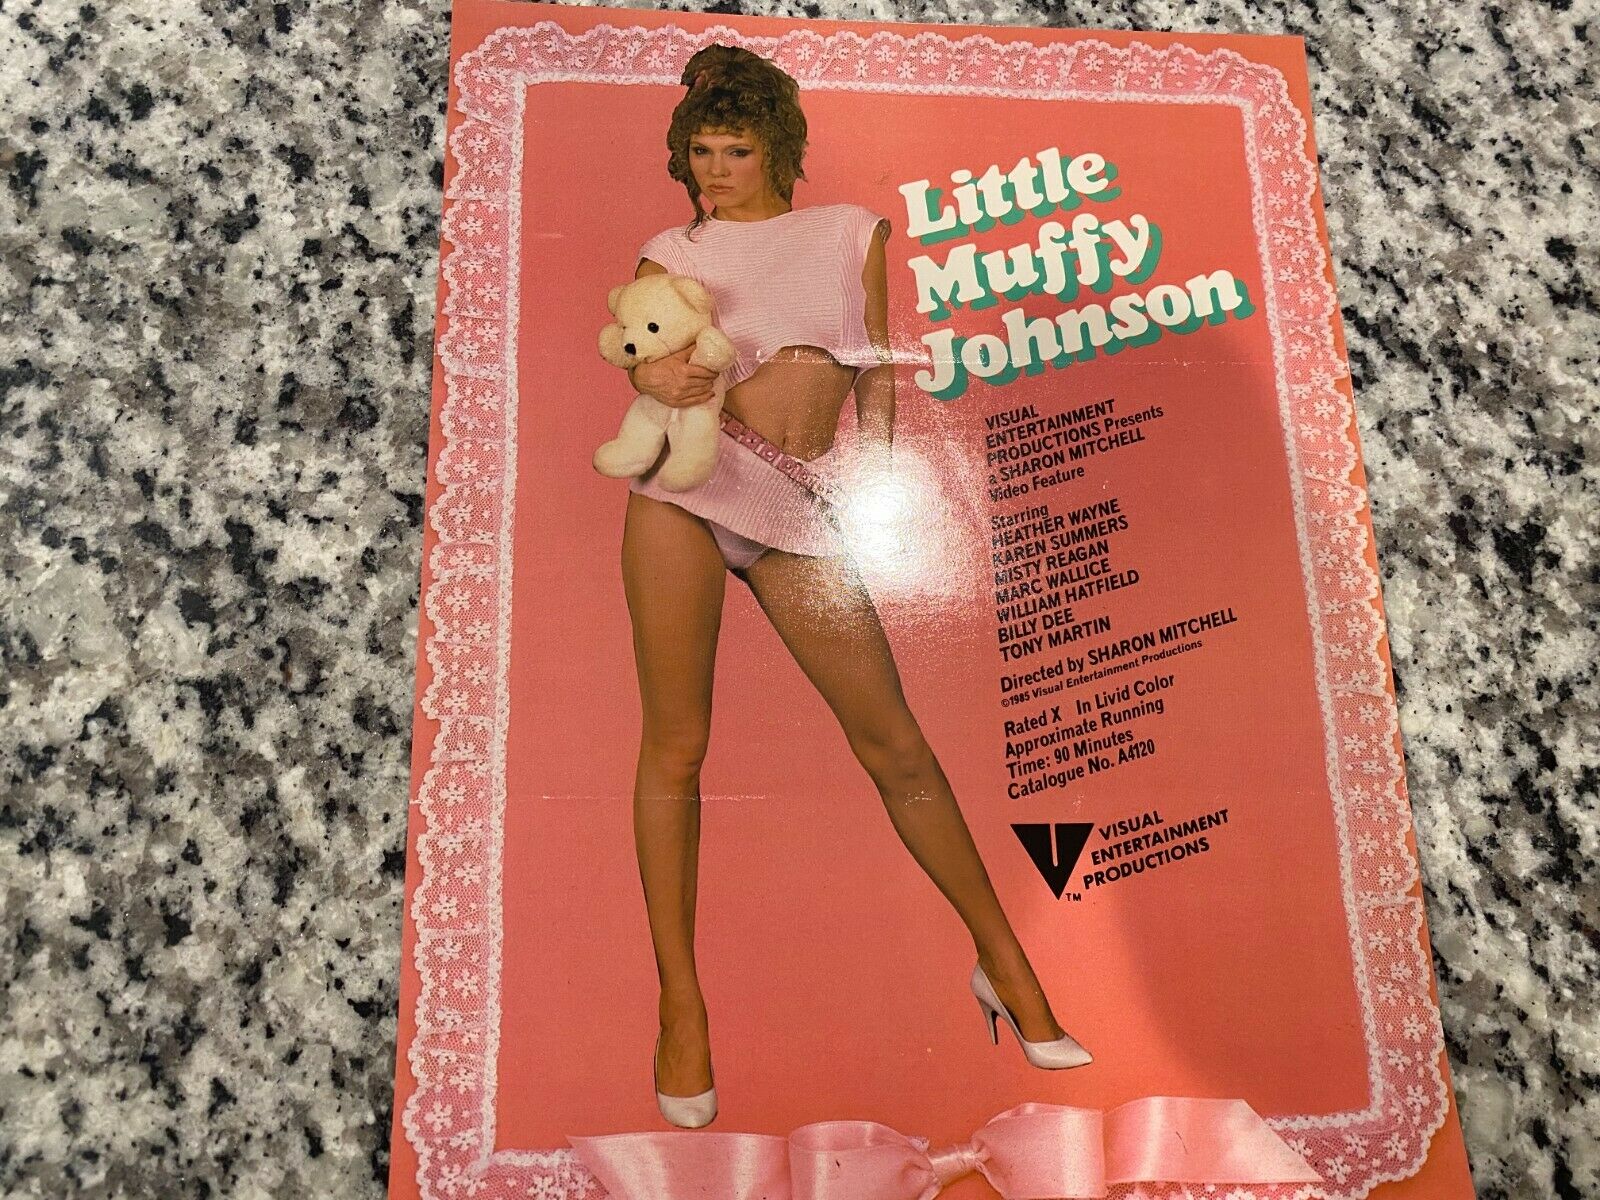 Little
Muffy
Johnson
VISUAL
ENTERTAINMENT
PRODUCTIONS Presents
a SHARON MITCHELL
Video Feature
Starring
HEATHER WAYNE
KAREN SUMMERS
MISTY REAGAN
MARC WALLICE
WILLIAM HATFIELD
BILLY DEE
TONY MARTIN
Directed by SHARON MITCHELL
©1985 Visual Entertainment Productions
Rated X In Livid Color
Approximate Running
Time: 90 Minutes
Catalogue No. A4120
VISUAL
ENTERTAINMENT
PRODUCTIONS
TM